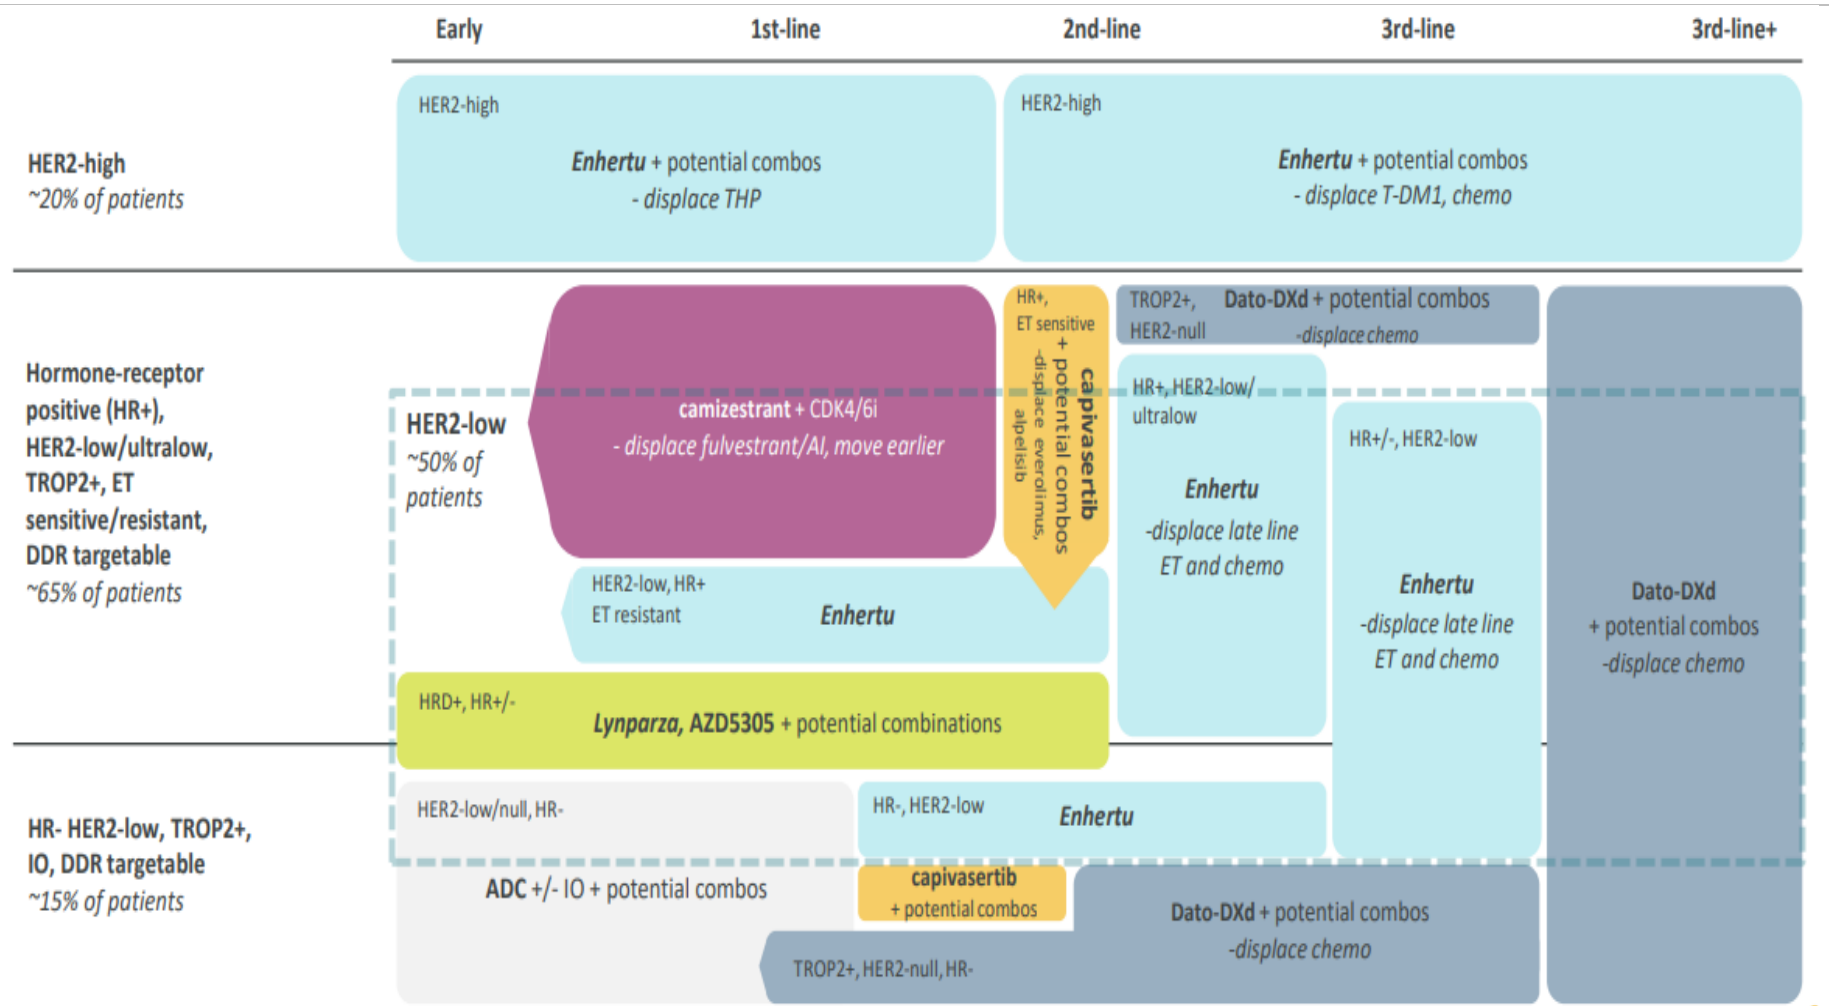 Early
1st-line
2nd-line
3rd-line
3rd-line+
HER2-high
~20% of patients
HER2-high
Enhertu + potential combos
- displace THP
HER2-high
Enhertu + potential combos
- displace T-DM1, chemo
Hormone-receptor
positive (HR+),
HER2-low/ultralow,
TROP2+, ET
sensitive/resistant,
DDR targetable
~65% of patients
HER2-low
~50% of
patients
camizestrant + CDK4/6i
- displace fulvestrant/AI, move earlier
HR+,
ET sensitive
capivasertib
+ potential combos
-displace everolimus,
alpelisib
TROP2+,
HER2-null
Dato-DXd + potential combos
-displace chemo
HR+, HER2-low/
ultralow
Enhertu
-displace late line
ET and chemo
HR+/-, HER2-low
Enhertu
-displace late line
ET and chemo
Dato-DXd
+ potential combos
-displace chemo
HER2-low, HR+
ET resistant
Enhertu
HRD+, HR+/-
Lynparza, AZD5305 + potential combinations
HR- HER2-low, TROP2+,
IO, DDR targetable
~15% of patients
HER2-low/null, HR-
ADC +/- IO + potential combos
HR-, HER2-low
Enhertu
capivasertib
+ potential combos
Dato-DXd + potential combos
-displace chemo
TROP2+, HER2-null, HR-